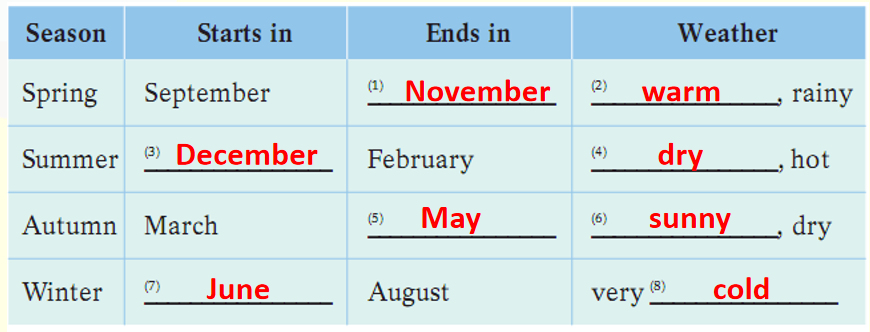 Season Starts in Ends in Weather
Spring September (1) November (2) warm, rainy
Summer (3) December February (4) dry, hot
Autumn March (5) May (6) sunny, dry
Winter (7) June August very (8) cold